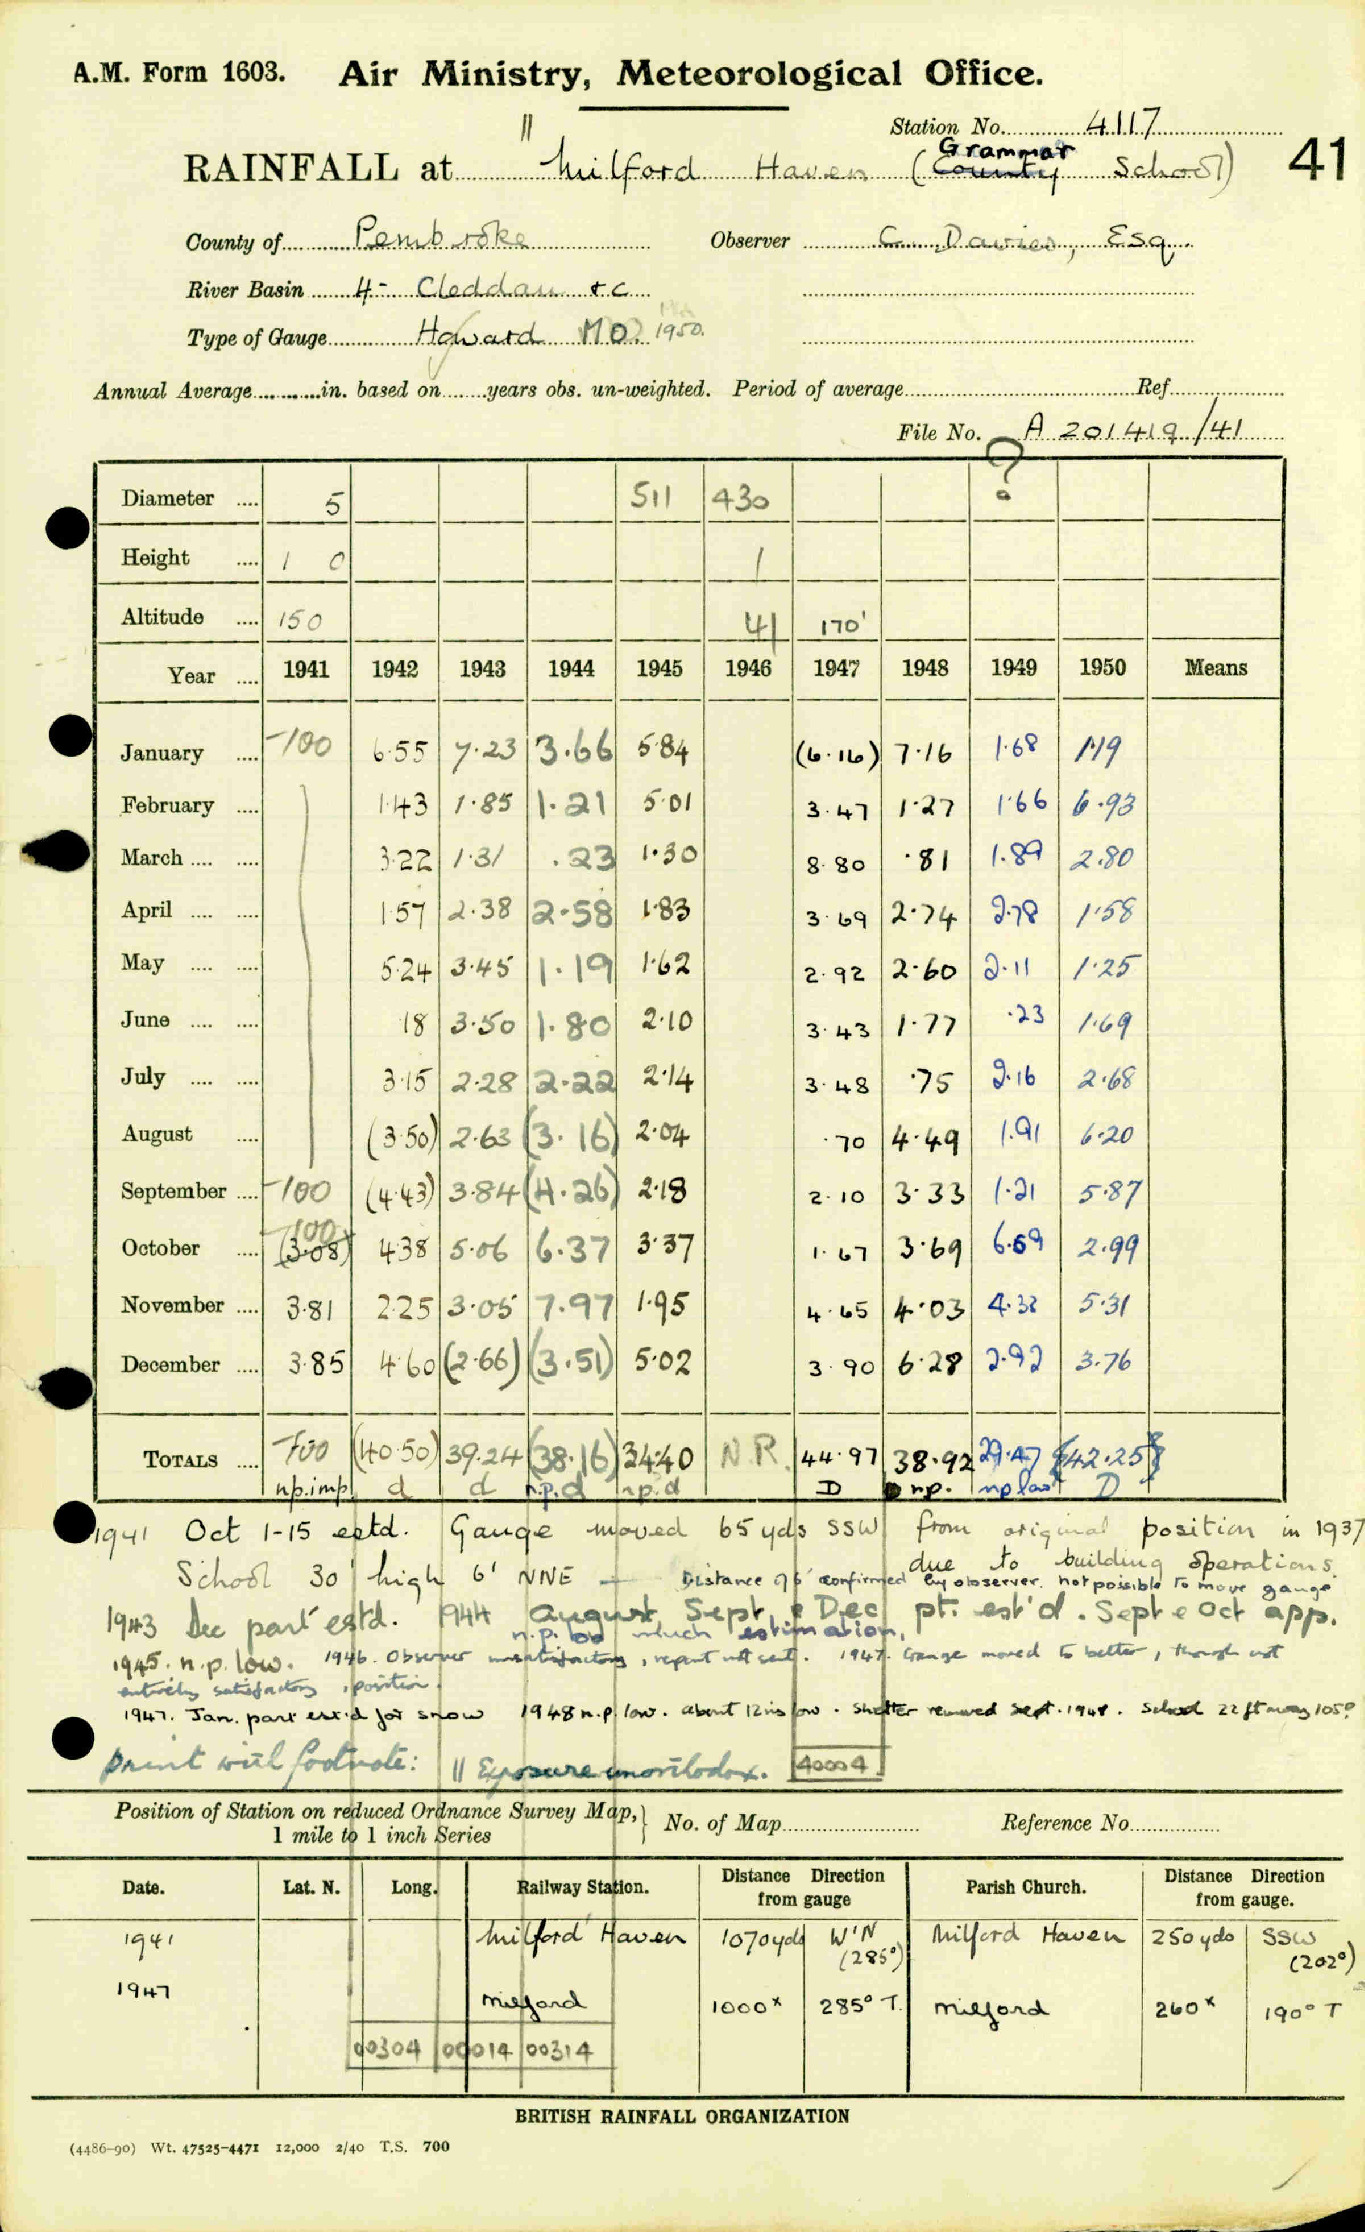 A.M. Form 1603. Air Ministry, Meteorological Office.
Station No. 4117
41
RAINFALL at " Milford Haven (County Grammar School)
County of Pembroke Observer C. Davies, Esq.
River Basin 4- Cleddau &c
Type of Gauge Howard MO. 1950.
Annual Average in. based on years obs. un-weighted. Period of average Ref.
File No. A 201419/41
Diameter 5 511 430 ?
Height 1 0 1
Altitude 150 41 170'
Year 1941 1942 1943 1944 1945 1946 1947 1948 1949 1950 Means
January -100 6.55 7.23 3.66 5.84 (6.16) 7.16 1.68 1.19
February 1.43 1.85 1.21 5.01 3.47 1.27 1.66 6.93
March 3.22 1.31 .23 1.30 8.80 .81 1.89 2.80
April 1.57 2.38 2.58 1.83 3.69 2.74 2.78 1.58
May 5.24 3.45 1.19 1.62 2.92 2.60 2.11 1.25
June 18 3.50 1.80 2.10 3.43 1.77 .23 1.69
July 3.15 2.28 2.22 2.14 3.48 .75 2.16 2.68
August (3.50) 2.63 (3.16) 2.04 .70 4.49 1.91 6.20
September -100 (4.43) 3.84 (4.26) 2.18 2.10 3.33 1.21 5.87
October -100 (3.08) 4.38 5.06 6.37 3.37 1.67 3.69 6.59 2.99
November 3.81 2.25 3.05 7.97 1.95 4.65 4.03 4.32 5.31
December 3.85 4.60 (2.66) (3.51) 5.02 3.90 6.28 2.92 3.76
TOTALS -700 (40.50) 39.24 (38.16) 34.40 N.R. 44.97 38.92 29.47 42.25
n.p.imp. d d n.p.d n.p.d D n.p. n.p low D
1941 Oct 1-15 estd. Gauge moved 65 yds SSW from original position in 1937
due to building operations.
School 30' high 6' NNE — Distance of 6' confirmed by observer. not possible to move gauge
1943 Dec part estd. 1944 August, Sept, & Dec pt. est'd. Sept & Oct app.
n.p. too much estimation.
1945. n.p. low. 1946. Observer unsatisfactory, report not sent. 1947. Gauge moved to better, though not
entirely satisfactory, position.
1947. Jan. part est'd for snow 1948 n.p. low. about 12 ins low. Shelter removed Sept. 1948. School 22 ft away 105°
Print with footnote: || Exposure unorthodox. 40004
Position of Station on reduced Ordnance Survey Map,} No. of Map Reference No.
1 mile to 1 inch Series
Date. Lat. N. Long. Railway Station. Distance Direction from gauge Parish Church. Distance Direction from gauge.
1941 Milford Haven 1070 yds W'N (285°) Milford Haven 250 yds SSW (202°)
1947 Milford 1000x 285° T. Milford 260x 190° T
00304 00014 00314
BRITISH RAINFALL ORGANIZATION
(4486-90) Wt. 47525-4471 12,000 2/40 T.S. 700